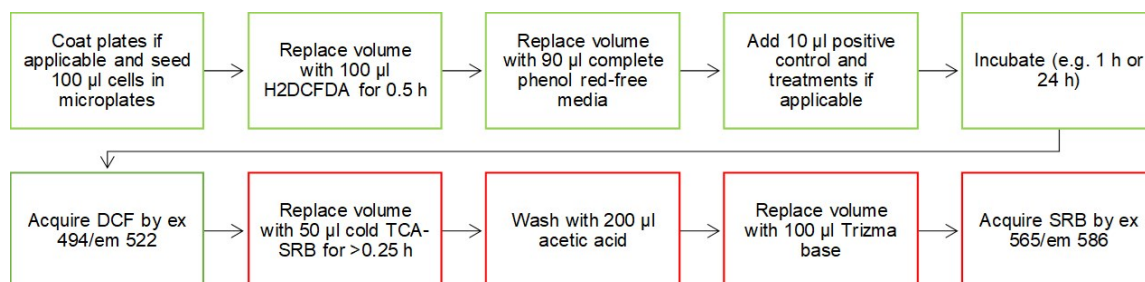 Coat plates if
applicable and seed
100 µl cells in
microplates
Replace volume
with 100 µl
H2DCFDA for 0.5 h
Replace volume
with 90 µl complete
phenol red-free
media
Add 10 µl positive
control and
treatments if
applicable
Incubate (e.g. 1 h or
24 h)
Acquire DCF by ex
494/em 522
Replace volume
with 50 µl cold TCA-
SRB for >0.25 h
Wash with 200 µl
acetic acid
Replace volume
with 100 µl Trizma
base
Acquire SRB by ex
565/em 586